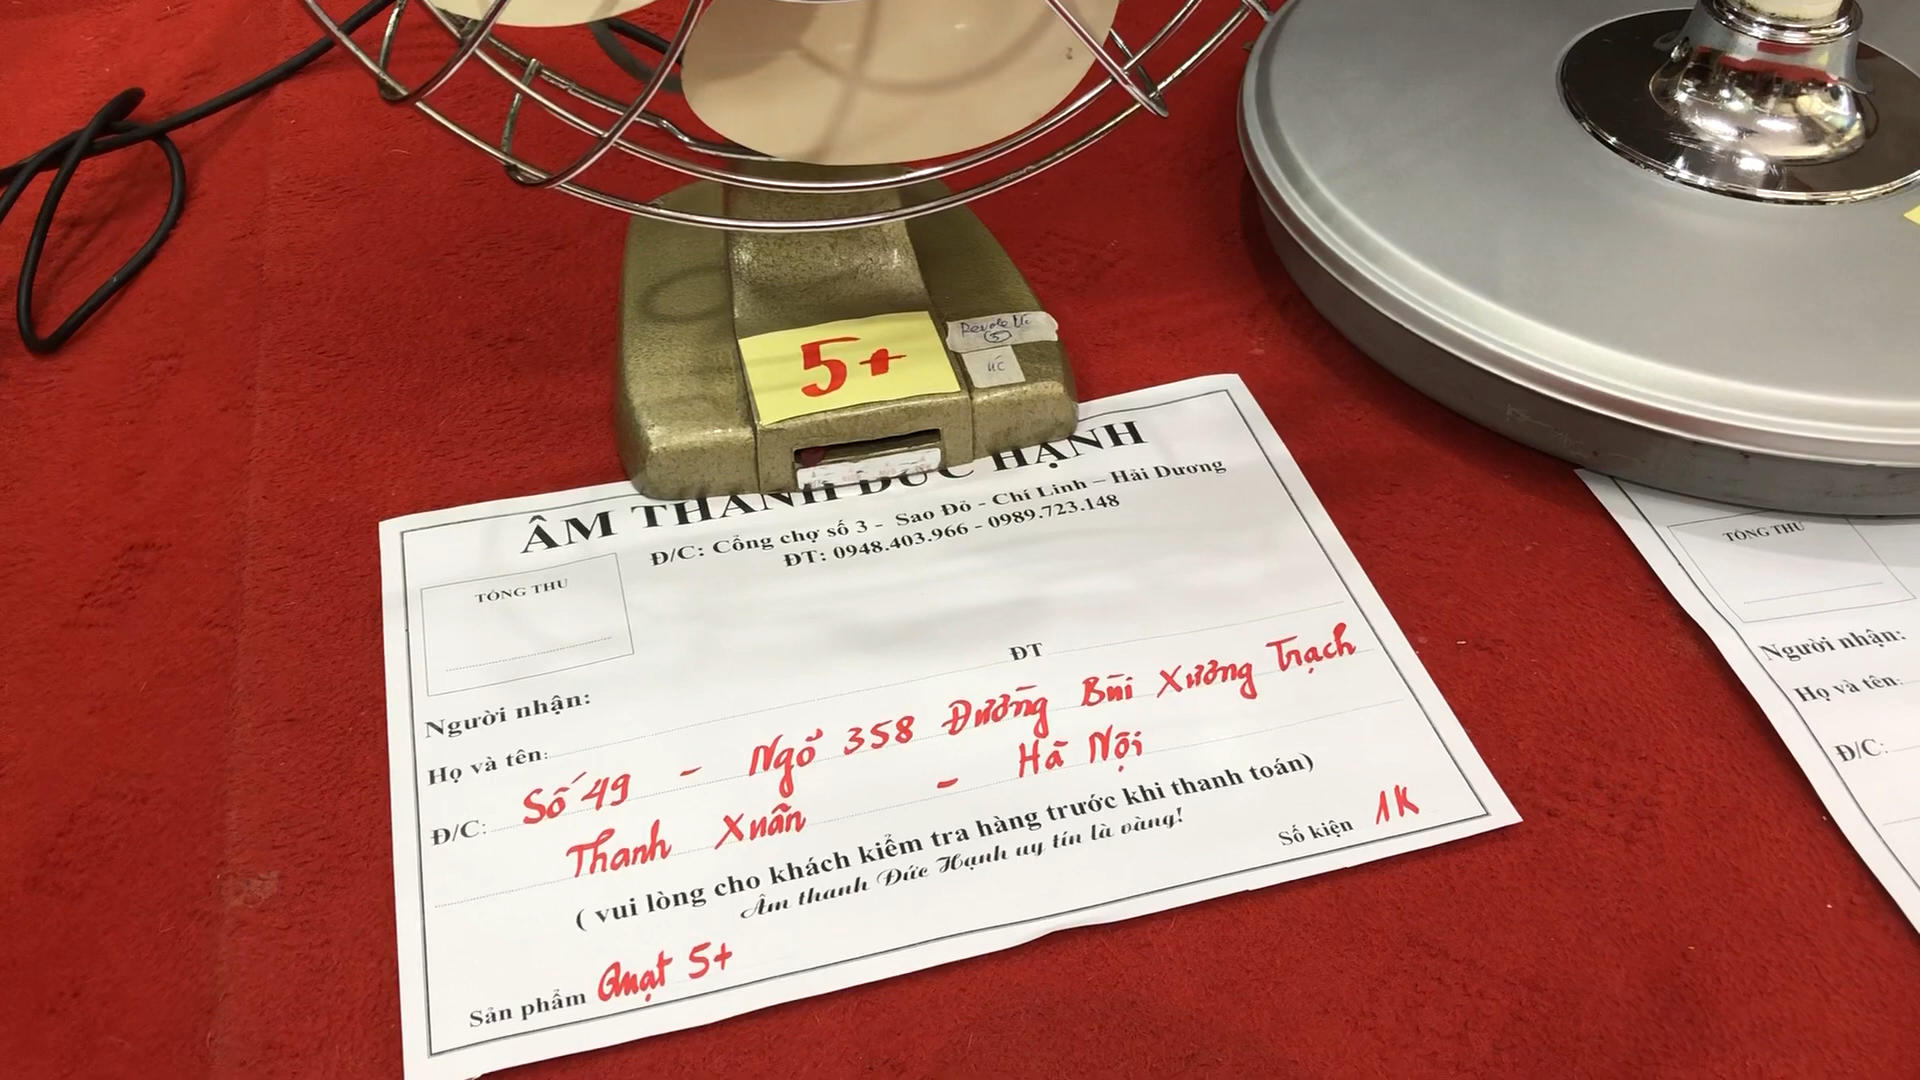 5+
ÚC
ÂM THANH ĐỨC HẠNH
Đ/C: Cổng chợ số 3 - Sao Đỏ - Chí Linh – Hải Dương
ĐT: 0948.403.966 - 0989.723.148
TỔNG THU
Người nhận:
Họ và tên:
ĐT
Đ/C: Số 49 - Ngõ 358 Đường Bùi Xương Trạch
Thanh Xuân - Hà Nội
( vui lòng cho khách kiểm tra hàng trước khi thanh toán)
Âm thanh Đức Hạnh uy tín là vàng!
Số kiện 1K
Sản phẩm Quạt 5+
TỔNG THU
Người nhận:
Họ và tên:
Đ/C: